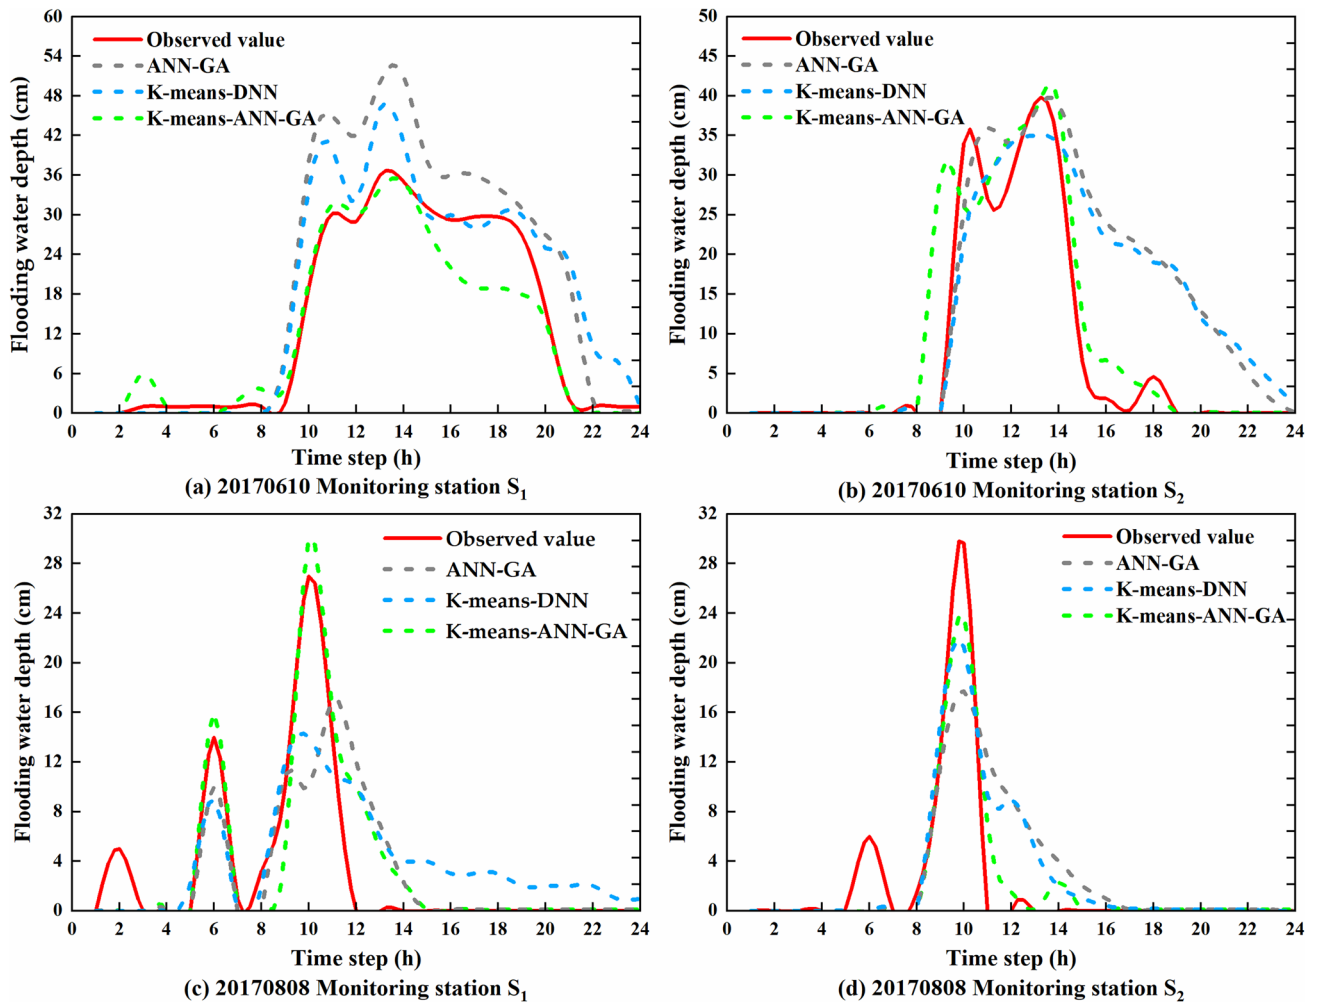 60
54
48
42
36
30
24
18
12
6
0
Flooding water depth (cm)
Observed value
ANN-GA
K-means-DNN
K-means-ANN-GA
0 2 4 6 8 10 12 14 16 18 20 22 24
Time step (h)
(a) 20170610 Monitoring station S1
50
45
40
35
30
25
20
15
10
5
0
Flooding water depth (cm)
Observed value
ANN-GA
K-means-DNN
K-means-ANN-GA
0 2 4 6 8 10 12 14 16 18 20 22 24
Time step (h)
(b) 20170610 Monitoring station S2
32
28
24
20
16
12
8
4
0
Flooding water depth (cm)
Observed value
ANN-GA
K-means-DNN
K-means-ANN-GA
0 2 4 6 8 10 12 14 16 18 20 22 24
Time step (h)
(c) 20170808 Monitoring station S1
32
28
24
20
16
12
8
4
0
Flooding water depth (cm)
Observed value
ANN-GA
K-means-DNN
K-means-ANN-GA
0 2 4 6 8 10 12 14 16 18 20 22 24
Time step (h)
(d) 20170808 Monitoring station S2